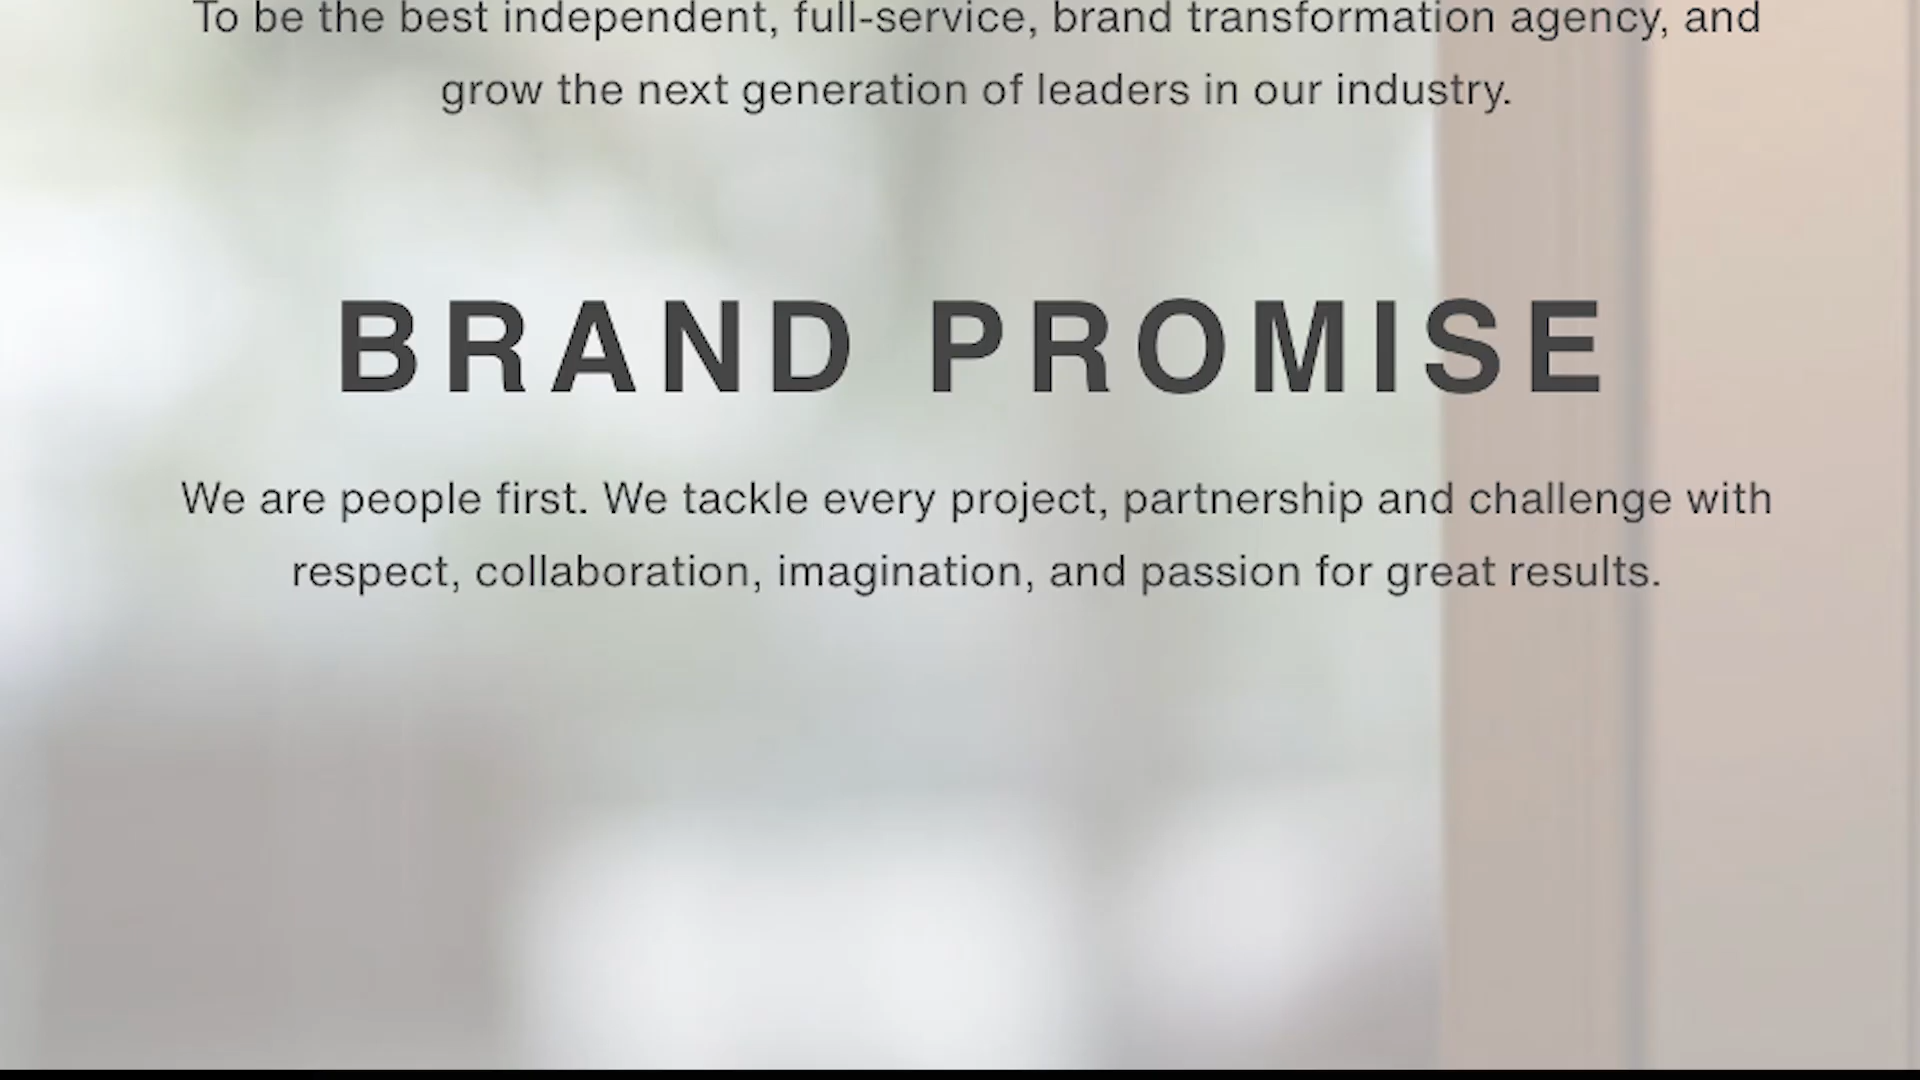 To be the best independent, full-service, brand transformation agency, and
grow the next generation of leaders in our industry.
BRAND PROMISE
We are people first. We tackle every project, partnership and challenge with
respect, collaboration, imagination, and passion for great results.